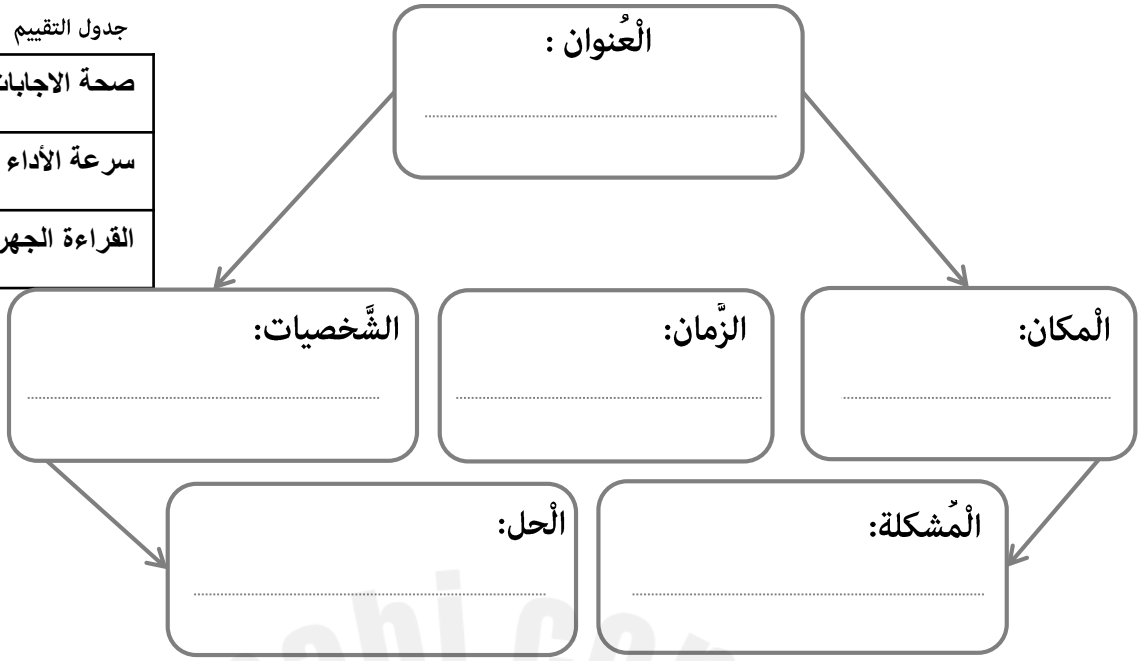 جدول التقييم
صحة الاجابات
سرعة الأداء
القراءة
الْعُنوان :
الْمكان:
الزَّمان:
الشَّخصيات:
الْمُشكلة:
الْحل: